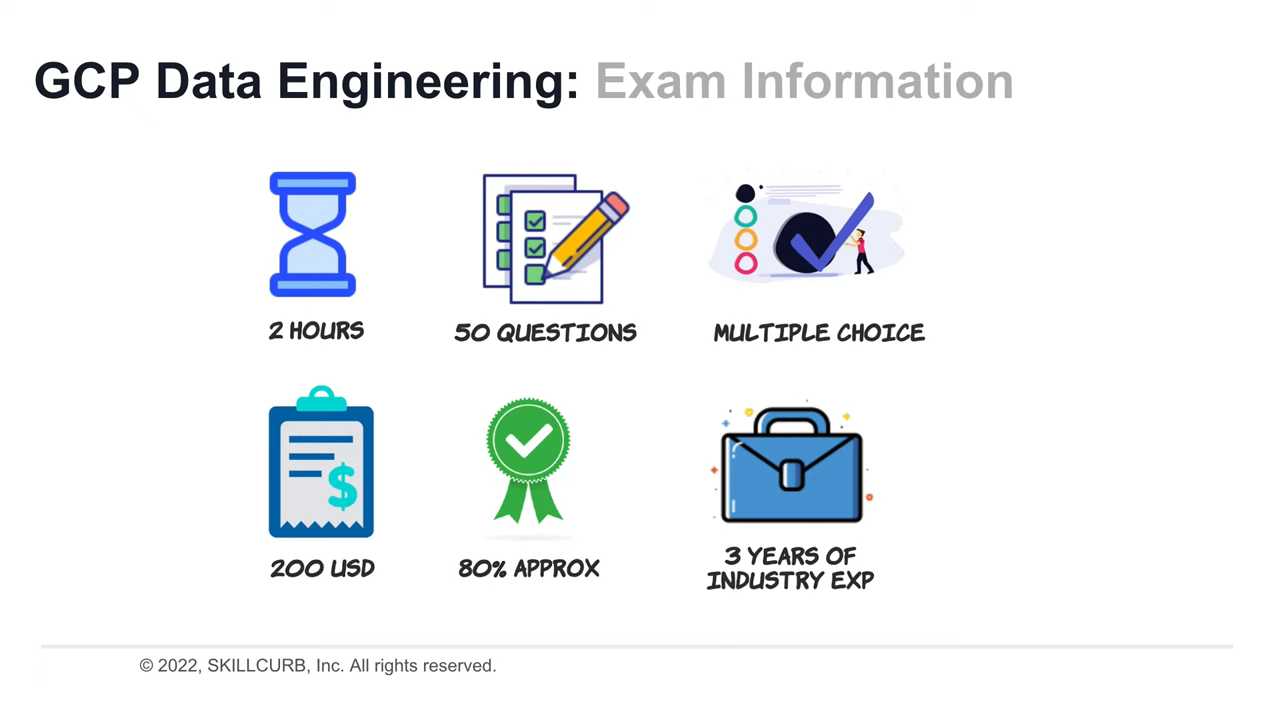 GCP Data Engineering: Exam Information
2 HOURS
50 QUESTIONS
MULTIPLE CHOICE
$
200 USD
80% APPROX
3 YEARS OF
INDUSTRY EXP
© 2022, SKILLCURB, Inc. All rights reserved.